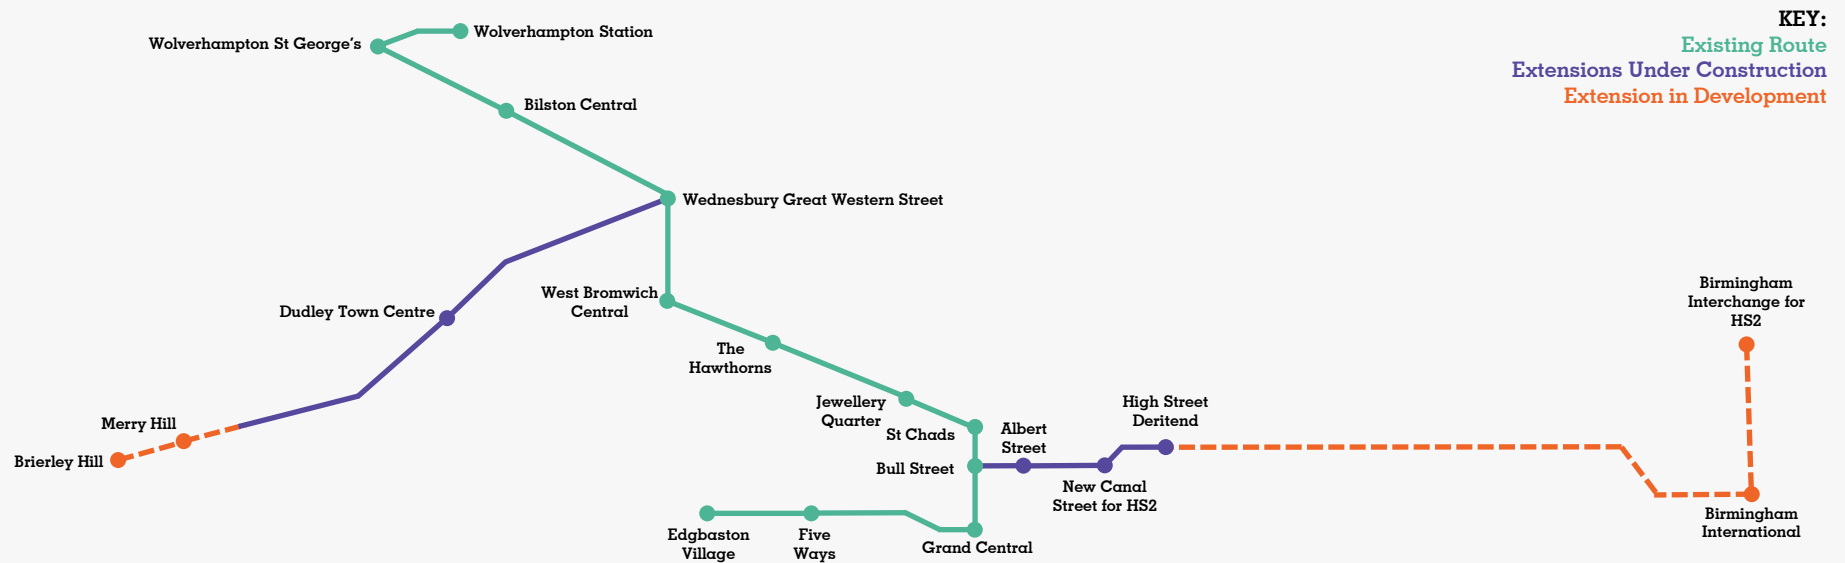 KEY:
Existing Route
Extensions Under Construction
Extension in Development
Wolverhampton St George's
Wolverhampton Station
Bilston Central
Wednesbury Great Western Street
Dudley Town Centre
West Bromwich
Central
The
Hawthorns
Merry Hill
Brierley Hill
Jewellery
Quarter
St Chads
Bull Street
Albert
Street
High Street
Deritend
New Canal
Street for HS2
Edgbaston
Village
Five
Ways
Grand Central
Birmingham
Interchange for
HS2
Birmingham
International